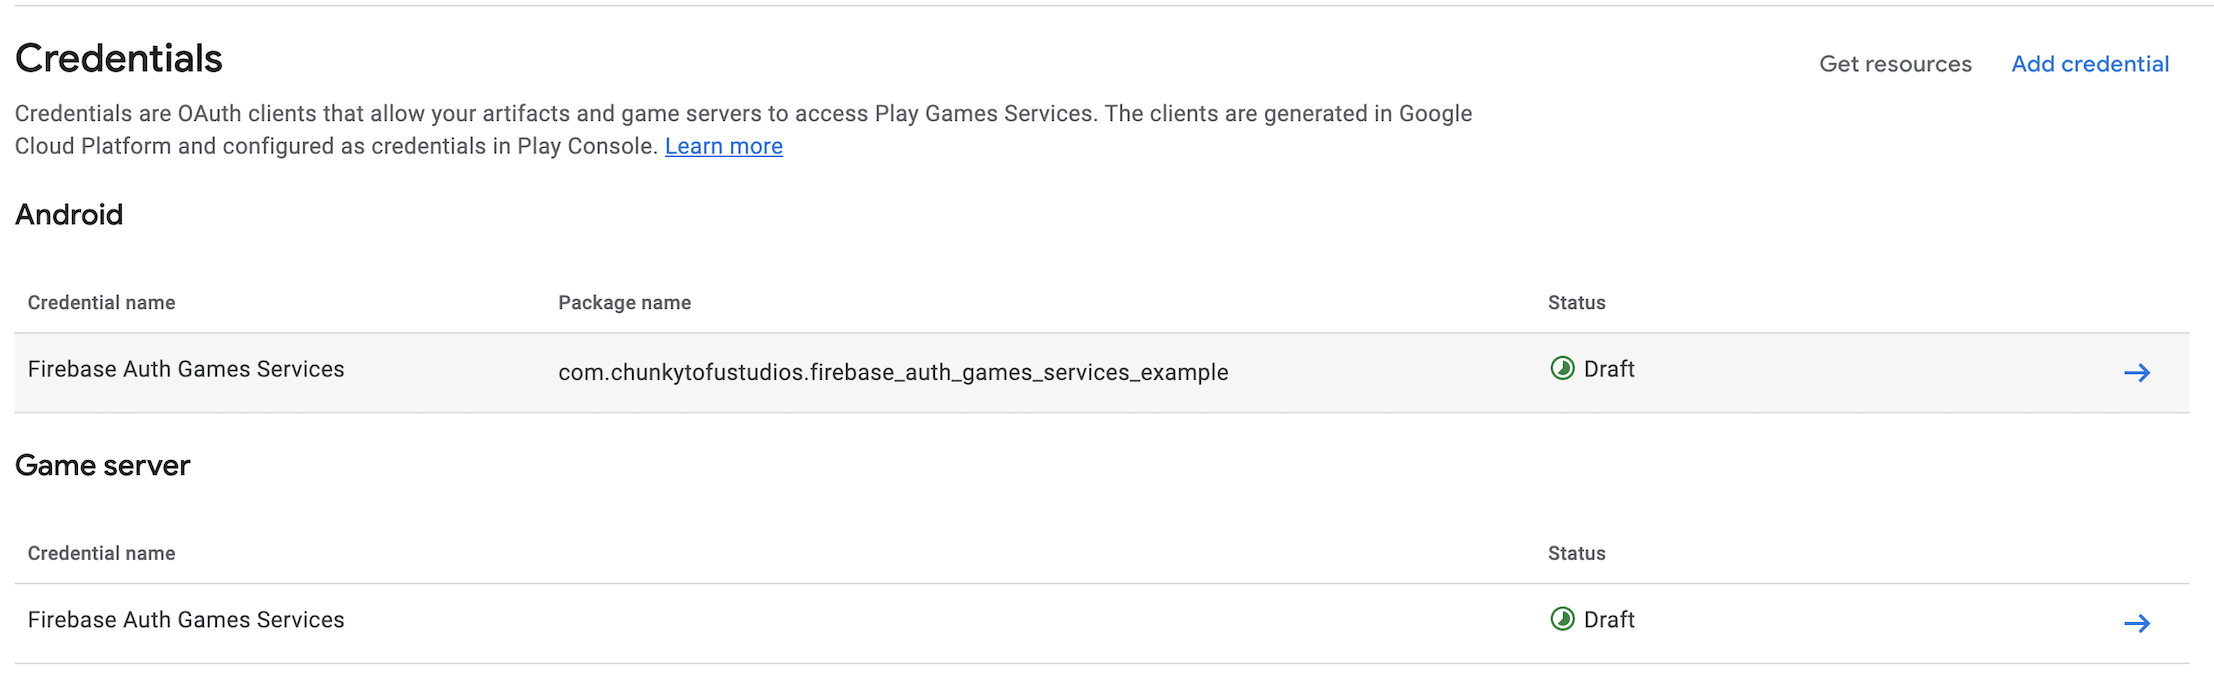 Credentials
Get resources
Add credential
Credentials are OAuth clients that allow your artifacts and game servers to access Play Games Services. The clients are generated in Google
Cloud Platform and configured as credentials in Play Console. Learn more
Android
Credential name
Package name
Status
Firebase Auth Games Services
com.chunkytofustudios.firebase_auth_games_services_example
Draft
Game server
Credential name
Status
Firebase Auth Games Services
Draft